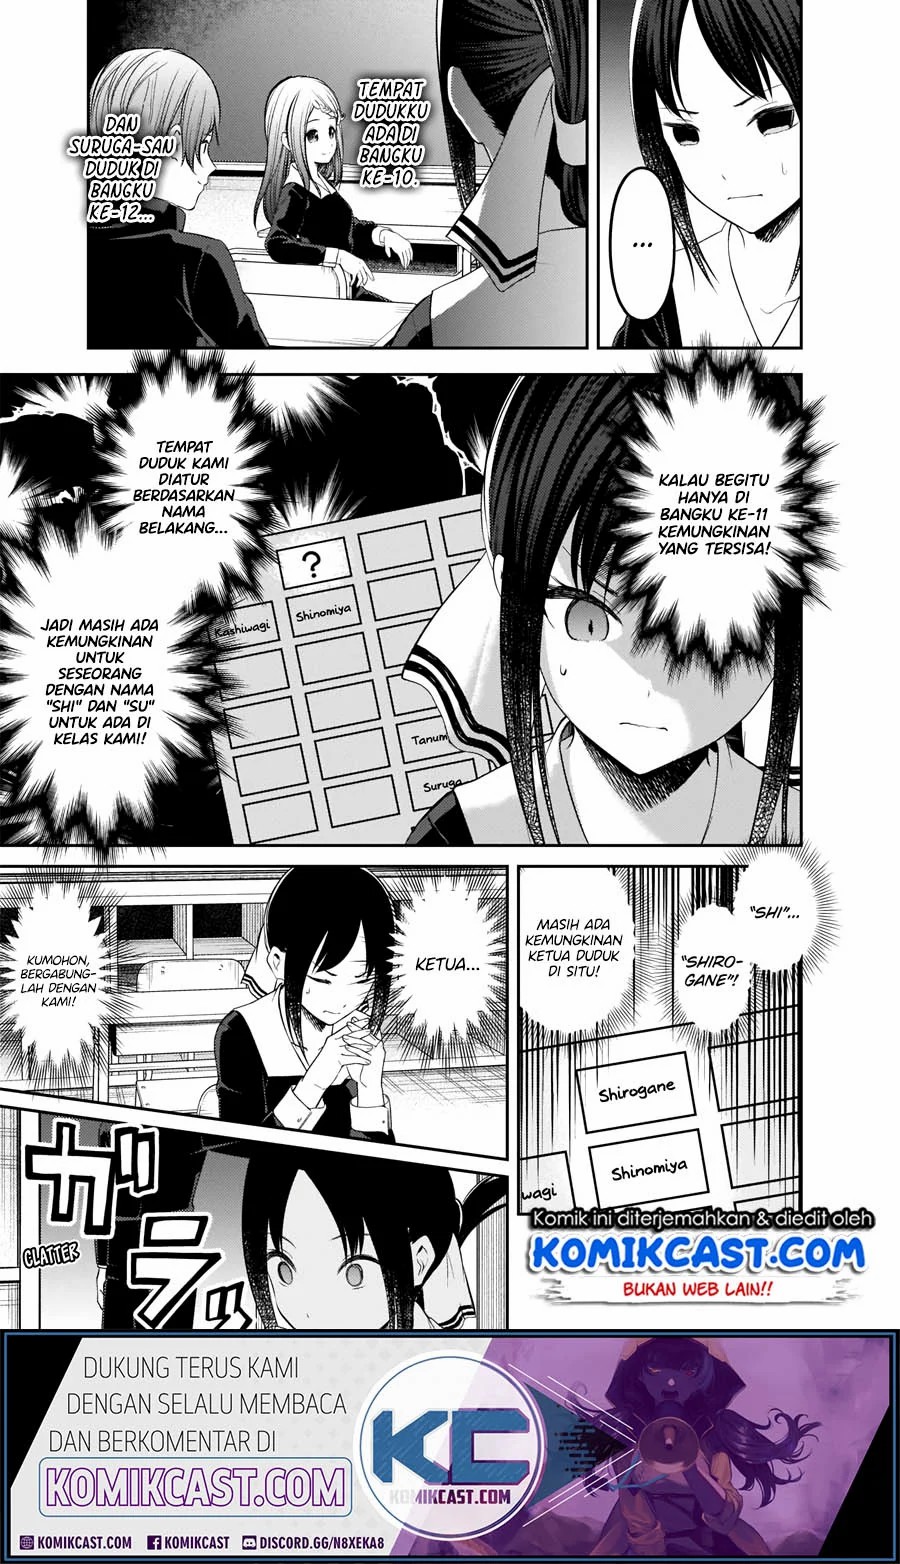 ...
TEMPAT
DUDUKKU
ADA DI
BANGKU
KE-10.
DAN
SURUGA-SAN
DUDUK DI
BANGKU
KE-12...
KALAU BEGITU
HANYA DI
BANGKU KE-11
KEMUNGKINAN
YANG TERSISA!
TEMPAT
DUDUK KAMI
DIATUR
BERDASARKAN
NAMA
BELAKANG...
?
Kashiwagi
Shinomiya
Tanum
Suruga
JADI MASIH ADA
KEMUNGKINAN
UNTUK
SESEORANG
DENGAN NAMA
"SHI" DAN "SU"
UNTUK ADA DI
KELAS KAMI!
"SHI"...
"SHIRO-
GANE"!
MASIH ADA
KEMUNGKINAN
KETUA DUDUK
DI SITU!
Shirogane
Shinomiya
wagi
KETUA...
KUMOHON,
BERGABUNG-
LAH DENGAN
KAMI!
ガラッ
CLATTER
Komik ini diterjemahkan & diedit oleh
KOMIKCAST.COM
BUKAN WEB LAIN!!
DUKUNG TERUS KAMI
DENGAN SELALU MEMBACA
DAN BERKOMENTAR DI
KOMIKCAST.COM
KOMIKCAST.COM
KOMIKCAST
DISCORD.GG/N8XEKA8
KC
KOMIKCAST.COM